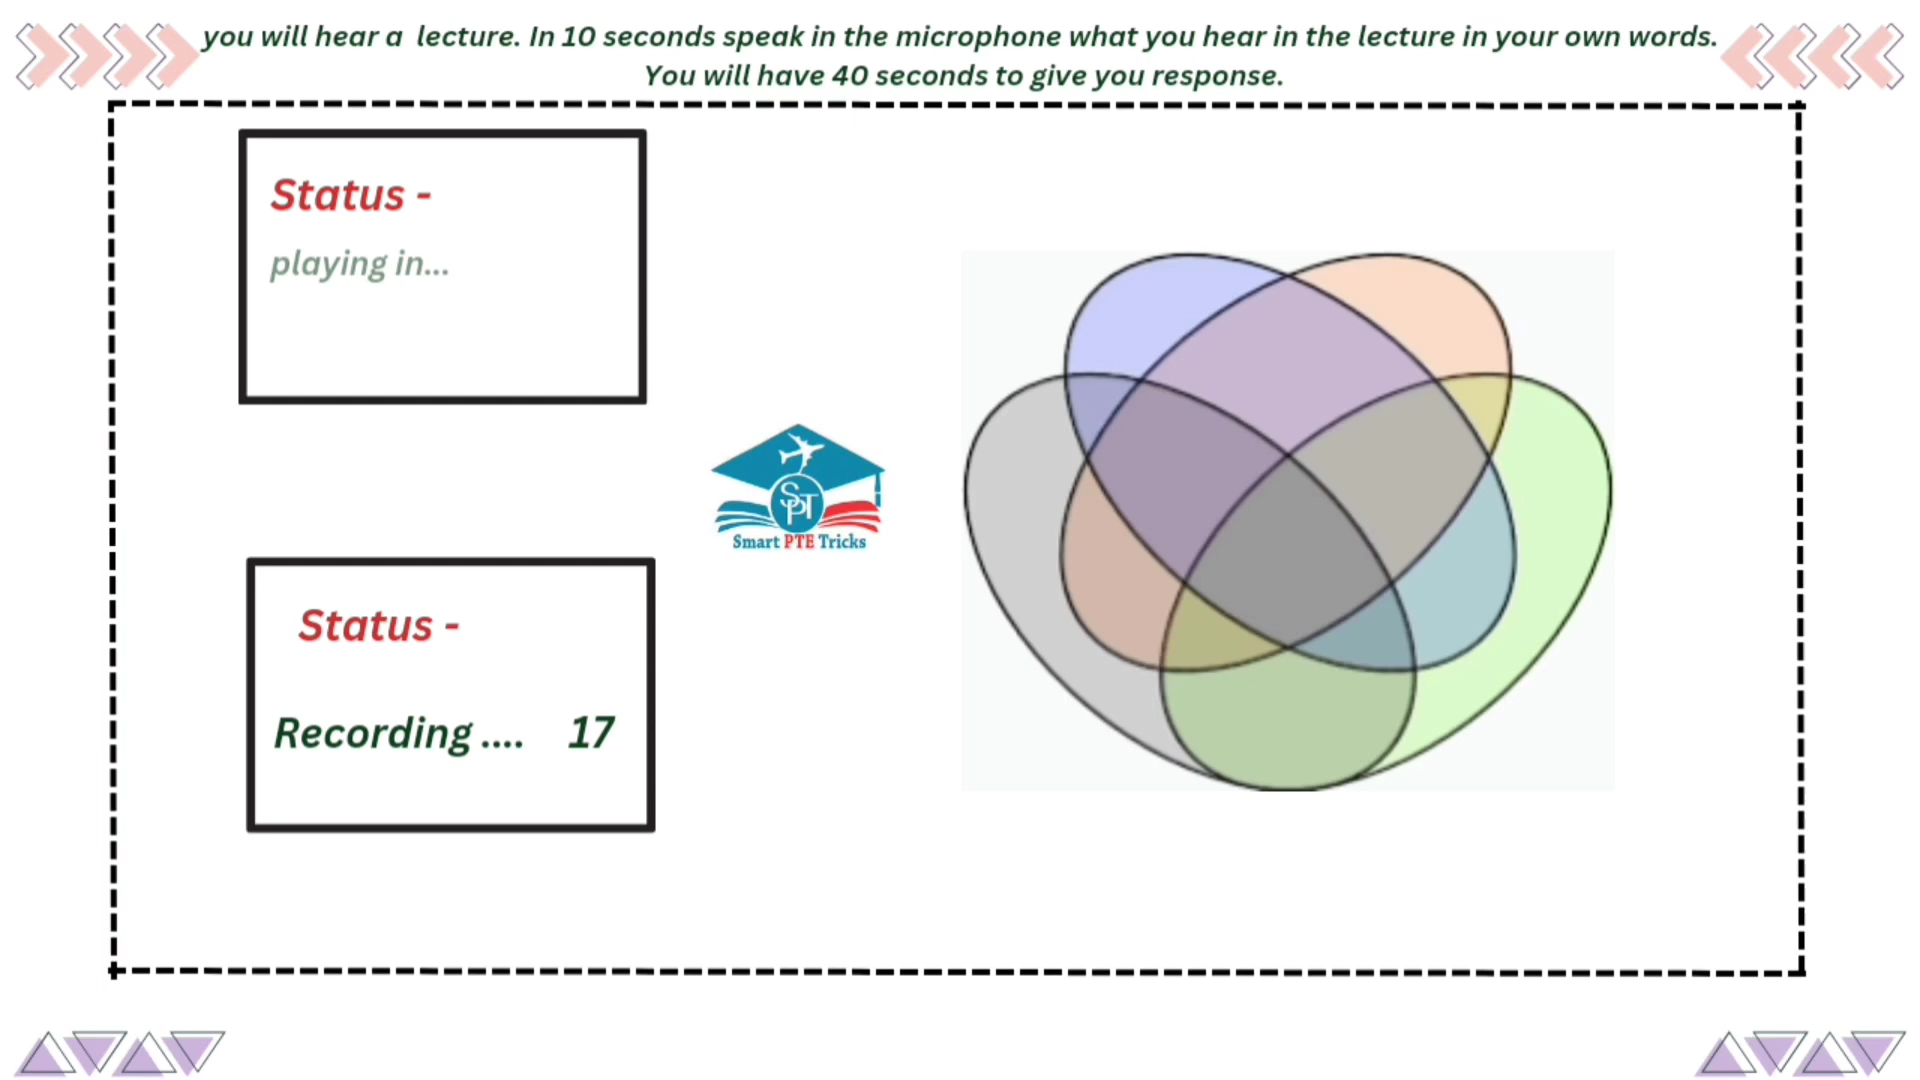 you will hear a lecture. In 10 seconds speak in the microphone what you hear in the lecture in your own words.
You will have 40 seconds to give you response.
Status -
playing in...
SPT
Smart PTE Tricks
Status -
Recording .... 17